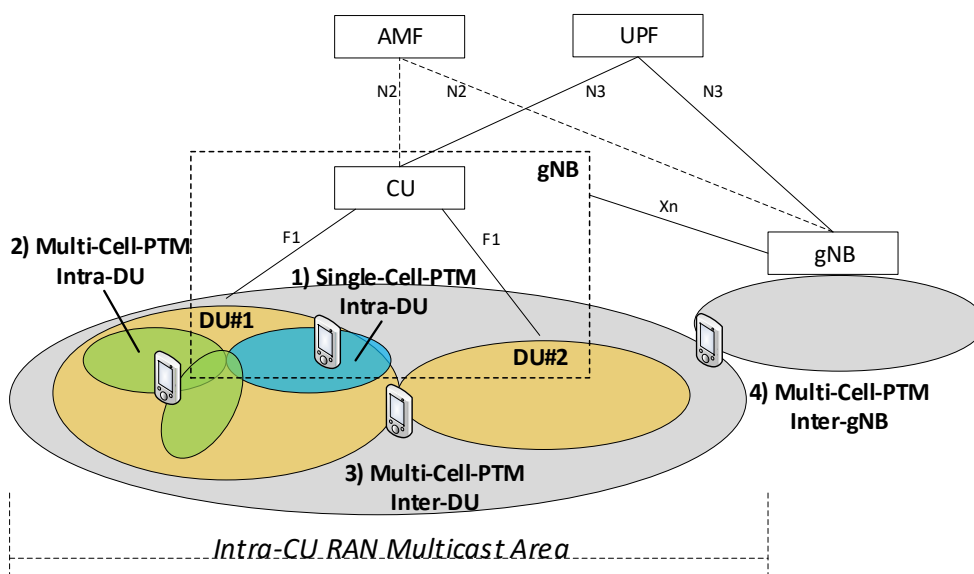 AMF
UPF
N2
N2
N3
N3
gNB
CU
Xn
F1
F1
gNB
2) Multi-Cell-PTM
Intra-DU
1) Single-Cell-PTM
Intra-DU
DU#1
DU#2
4) Multi-Cell-PTM
Inter-gNB
3) Multi-Cell-PTM
Inter-DU
Intra-CU RAN Multicast Area